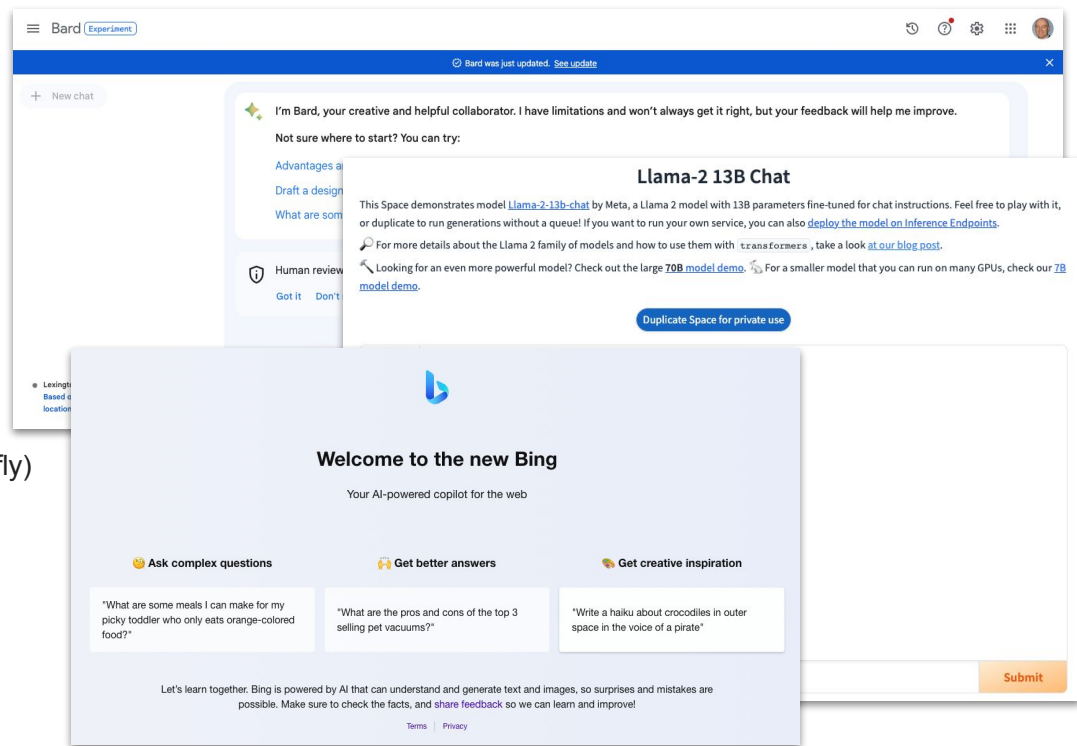 Bard Experiment
Bard was just updated. See update
+ New chat
I'm Bard, your creative and helpful collaborator. I have limitations and won't always get it right, but your feedback will help me improve.
Not sure where to start? You can try:
Advantages a
Draft a design
What are som
Human review
Got it Don't
Lexingt
Based o
location
Llama-2 13B Chat
This Space demonstrates model Llama-2-13b-chat by Meta, a Llama 2 model with 13B parameters fine-tuned for chat instructions. Feel free to play with it,
or duplicate to run generations without a queue! If you want to run your own service, you can also deploy the model on Inference Endpoints.
🔎 For more details about the Llama 2 family of models and how to use them with transformers , take a look at our blog post.
🔨 Looking for an even more powerful model? Check out the large 70B model demo. 🐇 For a smaller model that you can run on many GPUs, check our 7B
model demo.
Duplicate Space for private use
Submit
fly)
Welcome to the new Bing
Your AI-powered copilot for the web
🧐 Ask complex questions
🙌 Get better answers
🎨 Get creative inspiration
"What are some meals I can make for my
picky toddler who only eats orange-colored
food?"
"What are the pros and cons of the top 3
selling pet vacuums?"
"Write a haiku about crocodiles in outer
space in the voice of a pirate"
Let's learn together. Bing is powered by AI that can understand and generate text and images, so surprises and mistakes are
possible. Make sure to check the facts, and share feedback so we can learn and improve!
Terms | Privacy